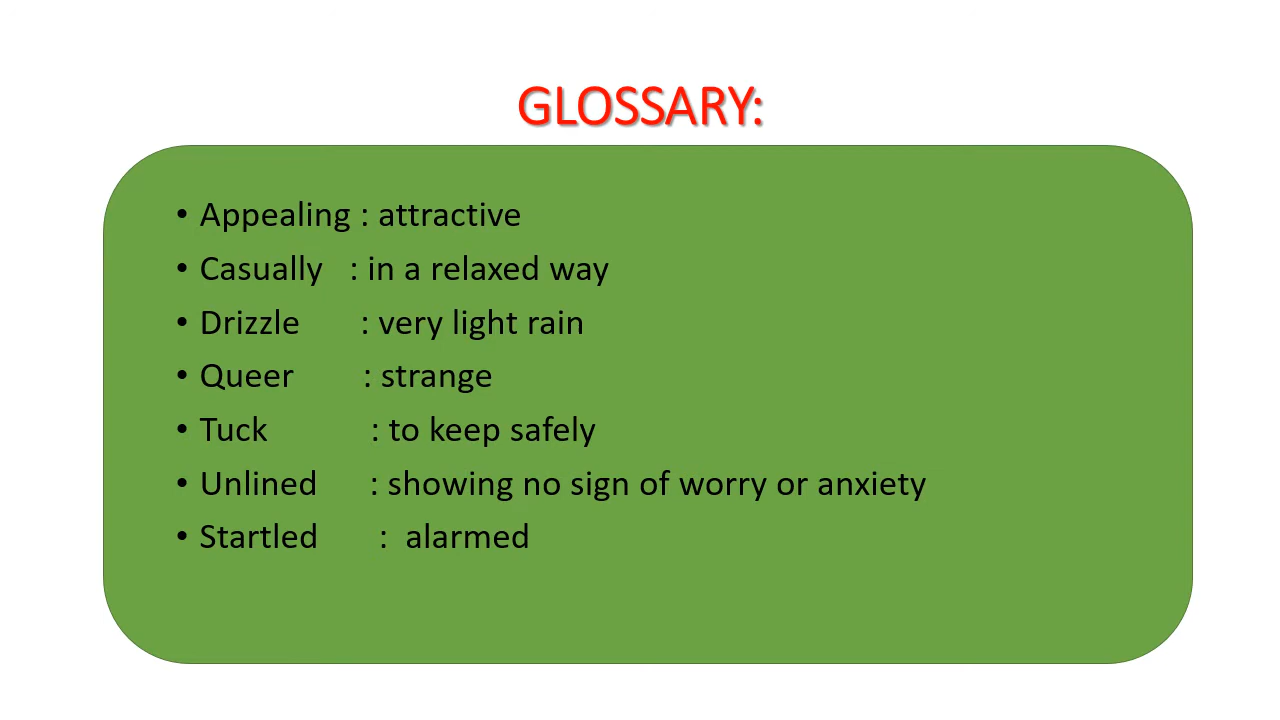 GLOSSARY:
• Appealing : attractive
• Casually : in a relaxed way
• Drizzle : very light rain
• Queer : strange
• Tuck : to keep safely
• Unlined : showing no sign of worry or anxiety
• Startled : alarmed